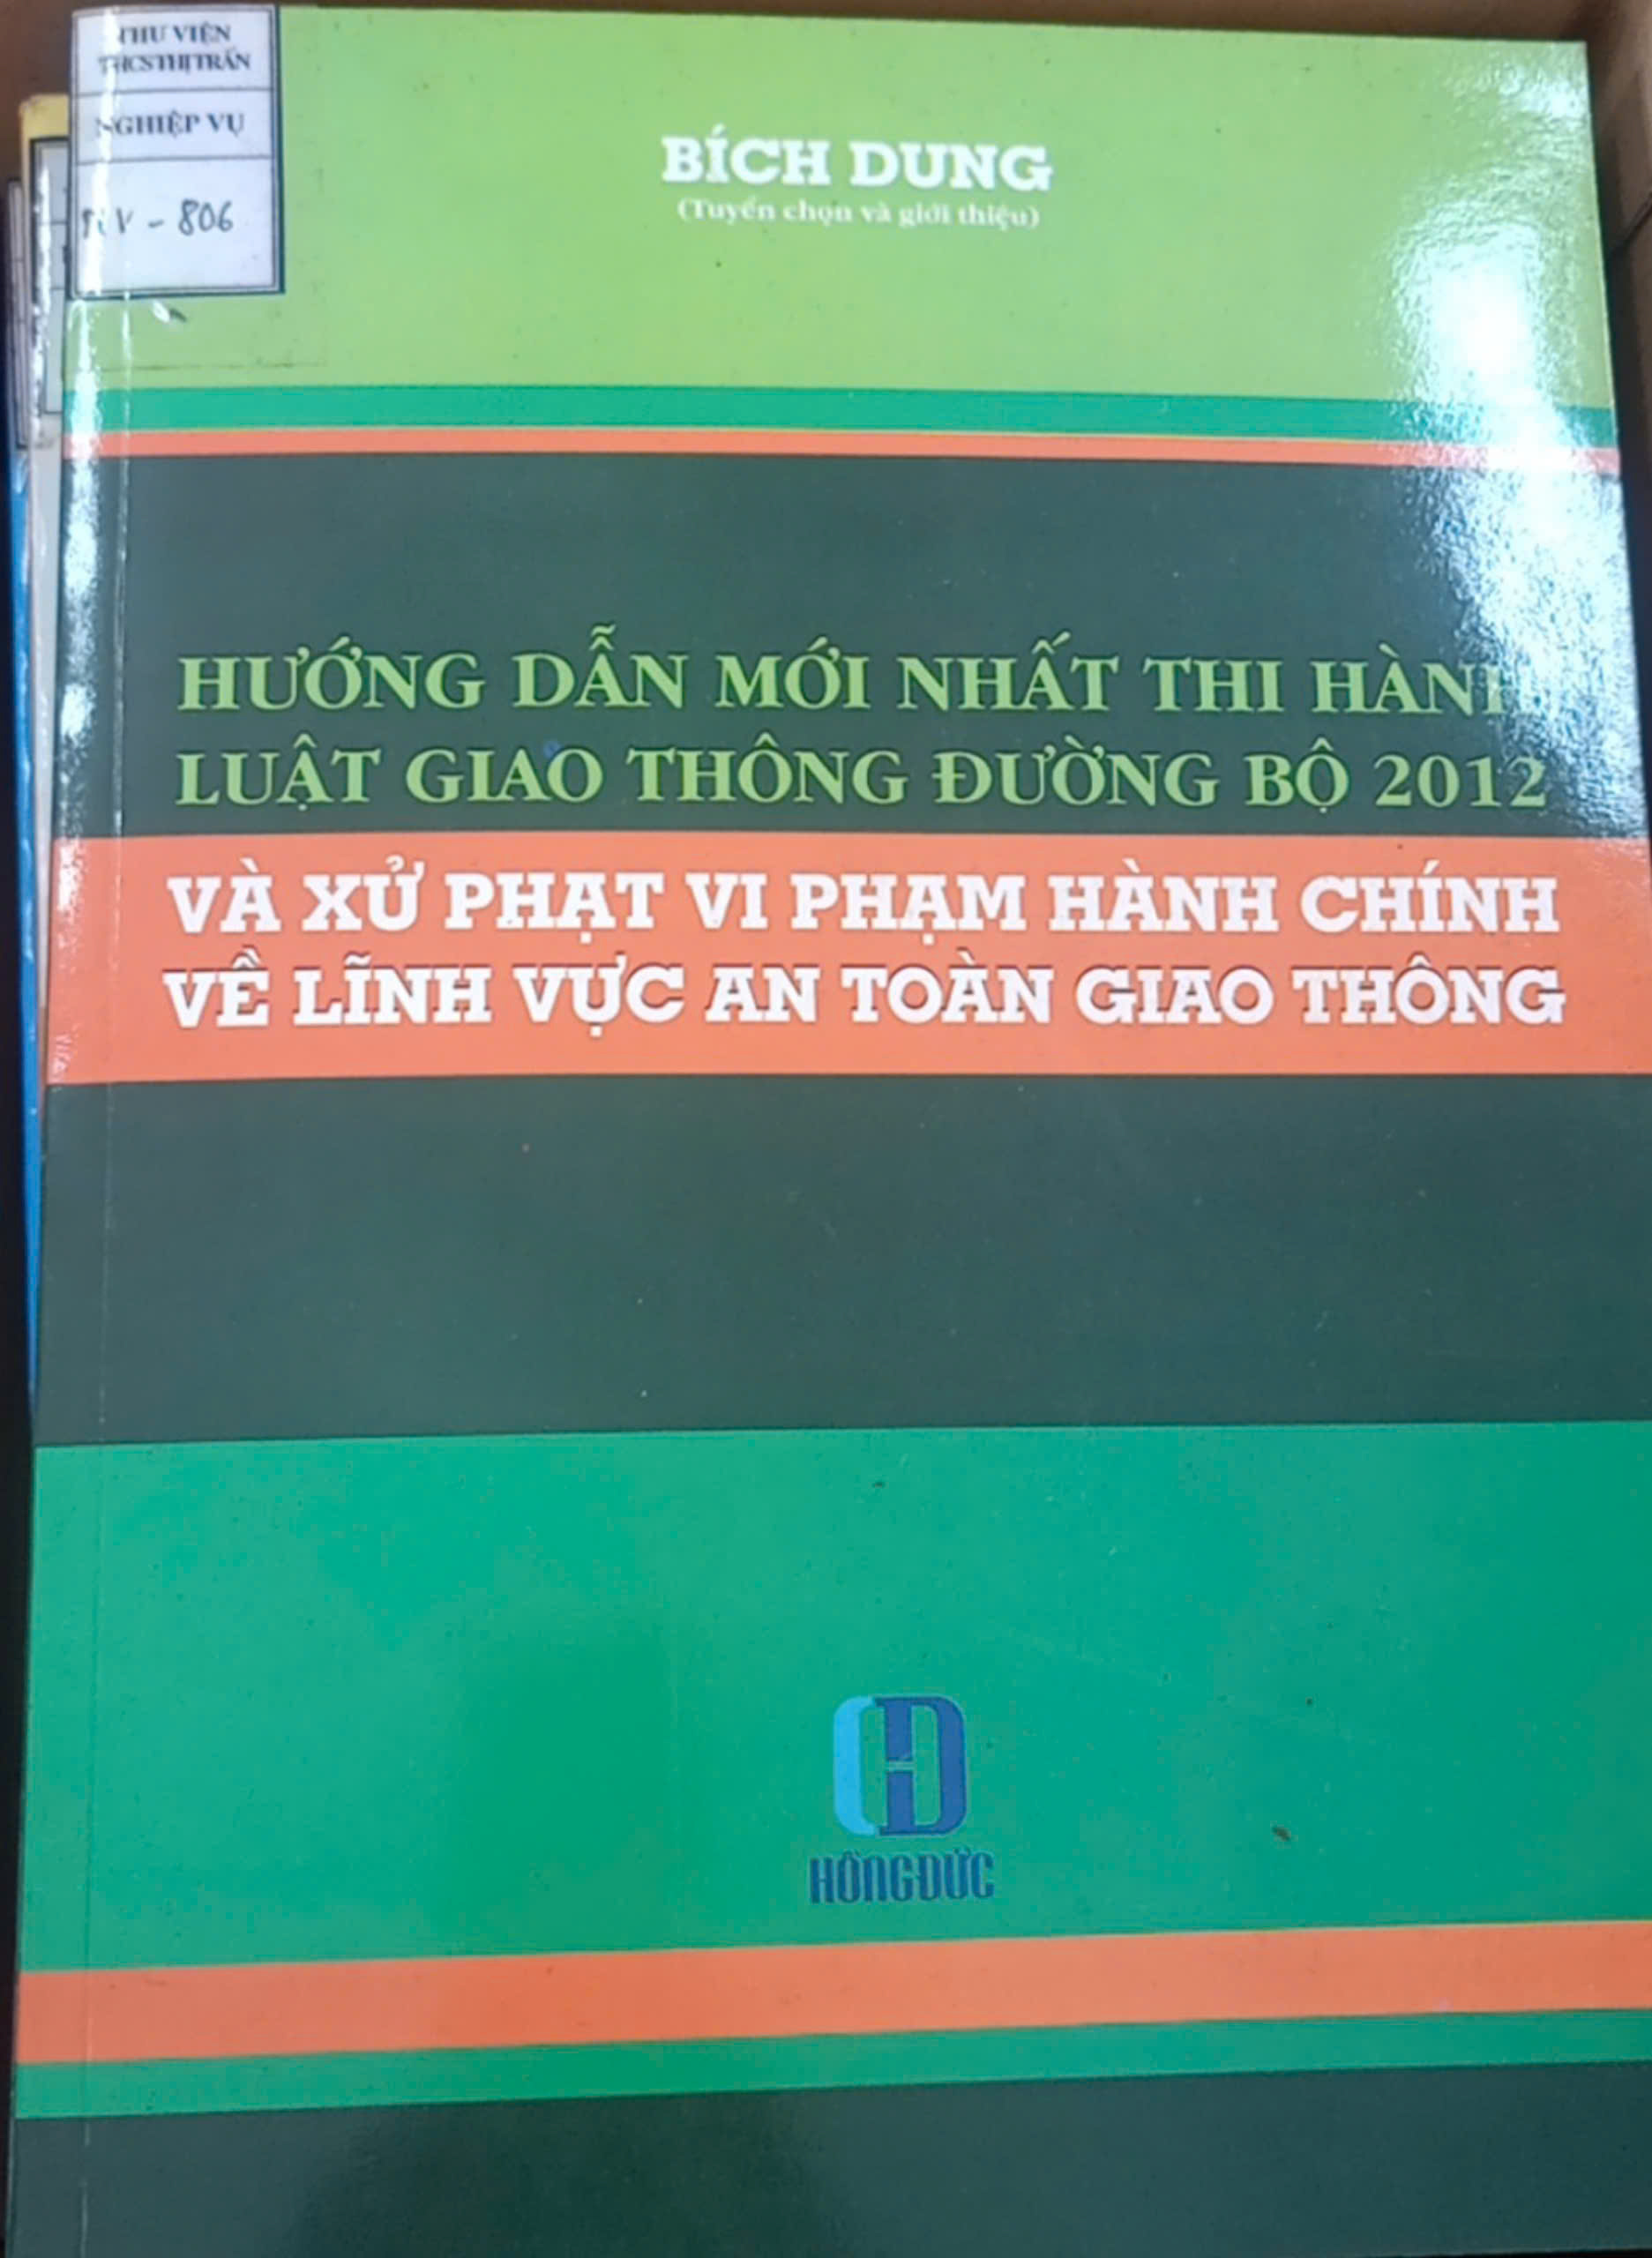 THƯ VIỆN
THCS THỊ TRẤN
NGHIỆP VỤ
- 806
BÍCH DUNG
(Tuyển chọn và giới thiệu)
HƯỚNG DẪN MỚI NHẤT THI HÀNH
LUẬT GIAO THÔNG ĐƯỜNG BỘ 2012
VÀ XỬ PHẠT VI PHẠM HÀNH CHÍNH
VỀ LĨNH VỰC AN TOÀN GIAO THÔNG
HỒNG ĐỨC